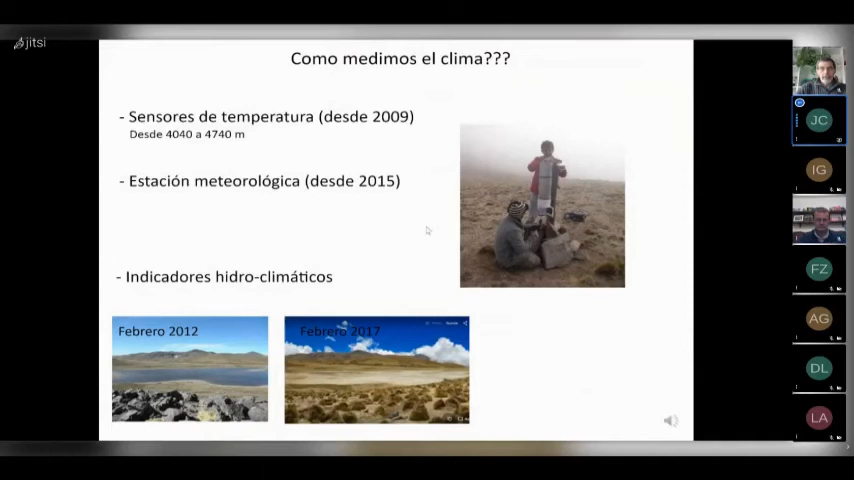 jitsi
Como medimos el clima???
- Sensores de temperatura (desde 2009)
Desde 4040 a 4740 m
- Estación meteorológica (desde 2015)
- Indicadores hidro-climáticos
Febrero 2012
Febrero 2017
JC
IG
FZ
AG
DL
LA